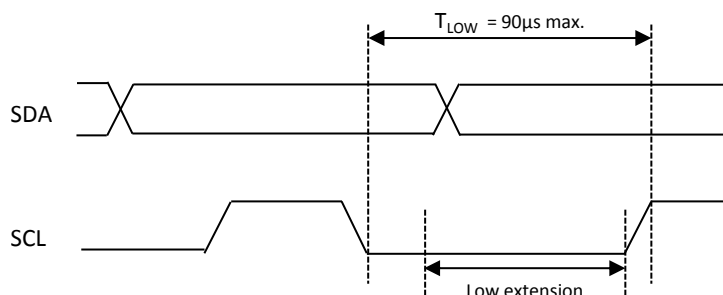 T_LOW = 90µs max.
SDA
SCL
Low extension